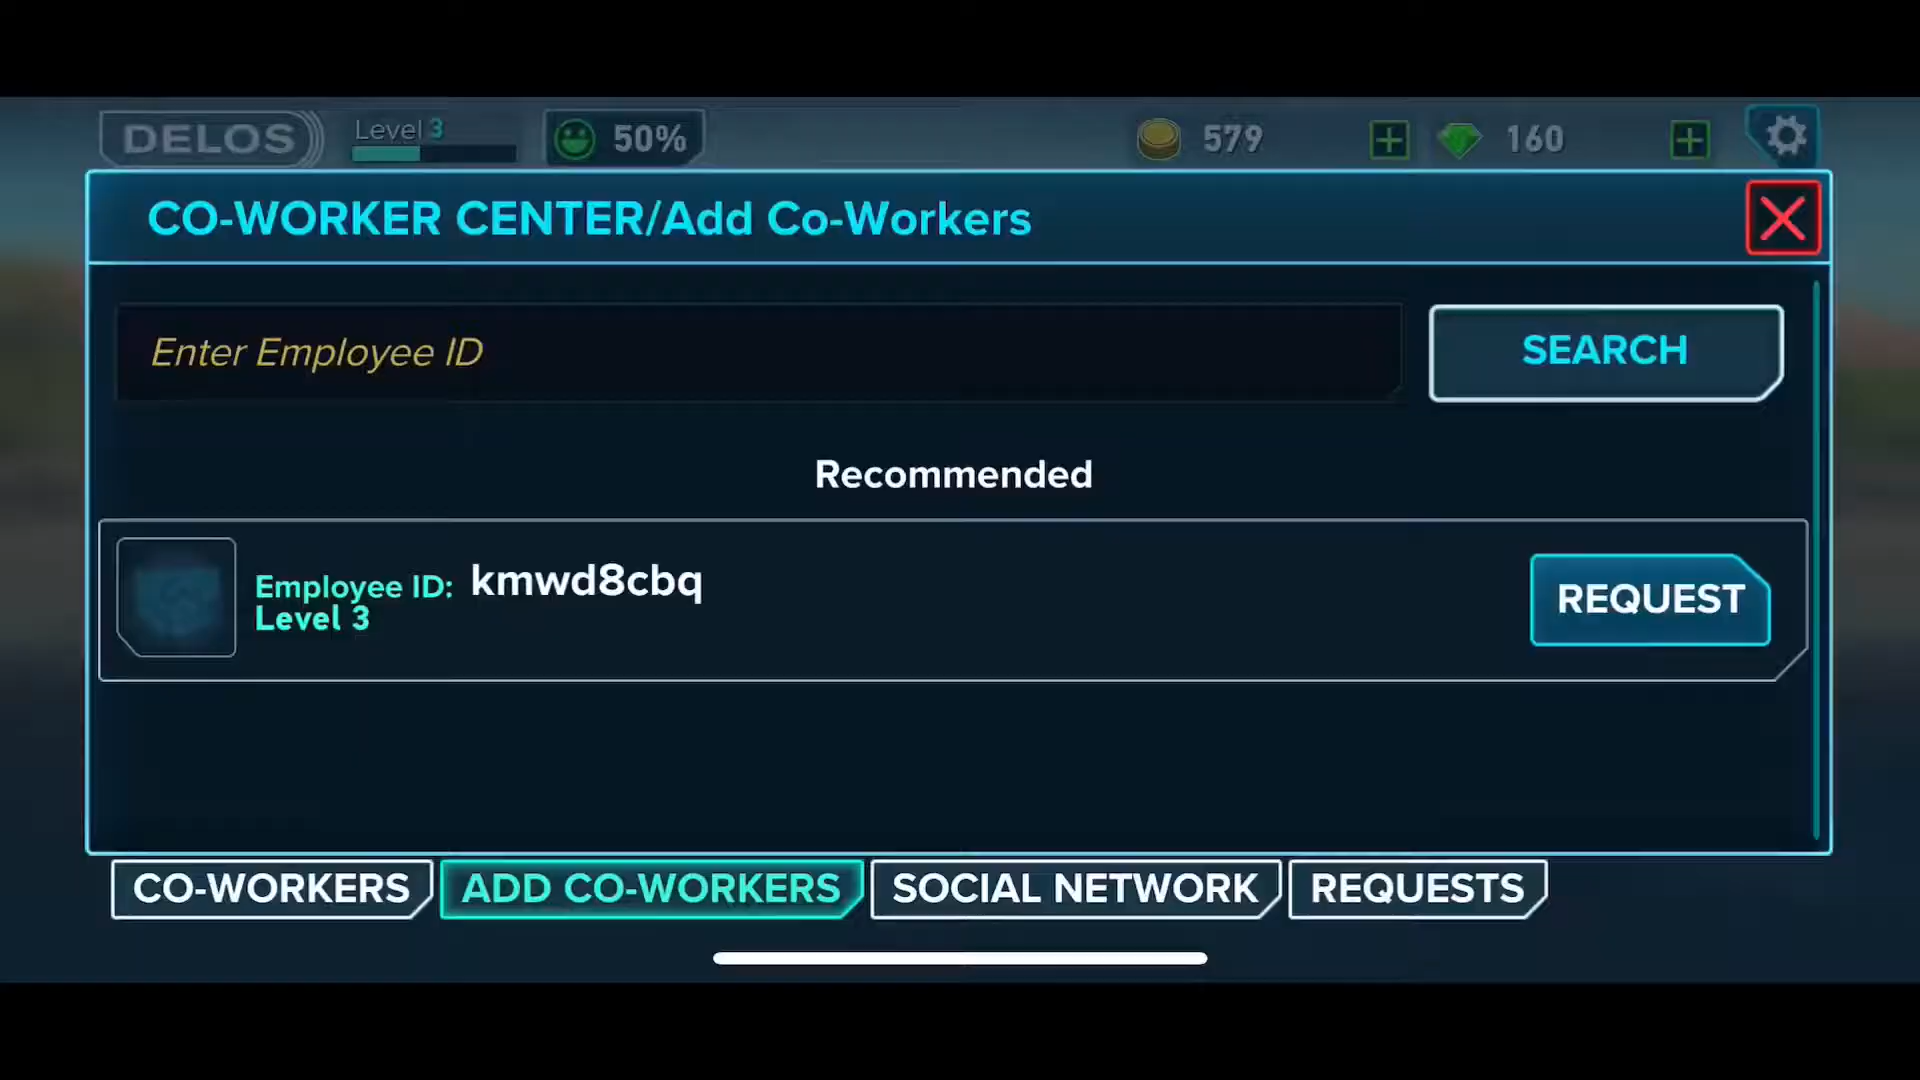 DELOS
Level 3
50%
579
160
CO-WORKER CENTER/Add Co-Workers
Enter Employee ID
SEARCH
Recommended
Employee ID: kmwd8cbq
Level 3
REQUEST
CO-WORKERS
ADD CO-WORKERS
SOCIAL NETWORK
REQUESTS